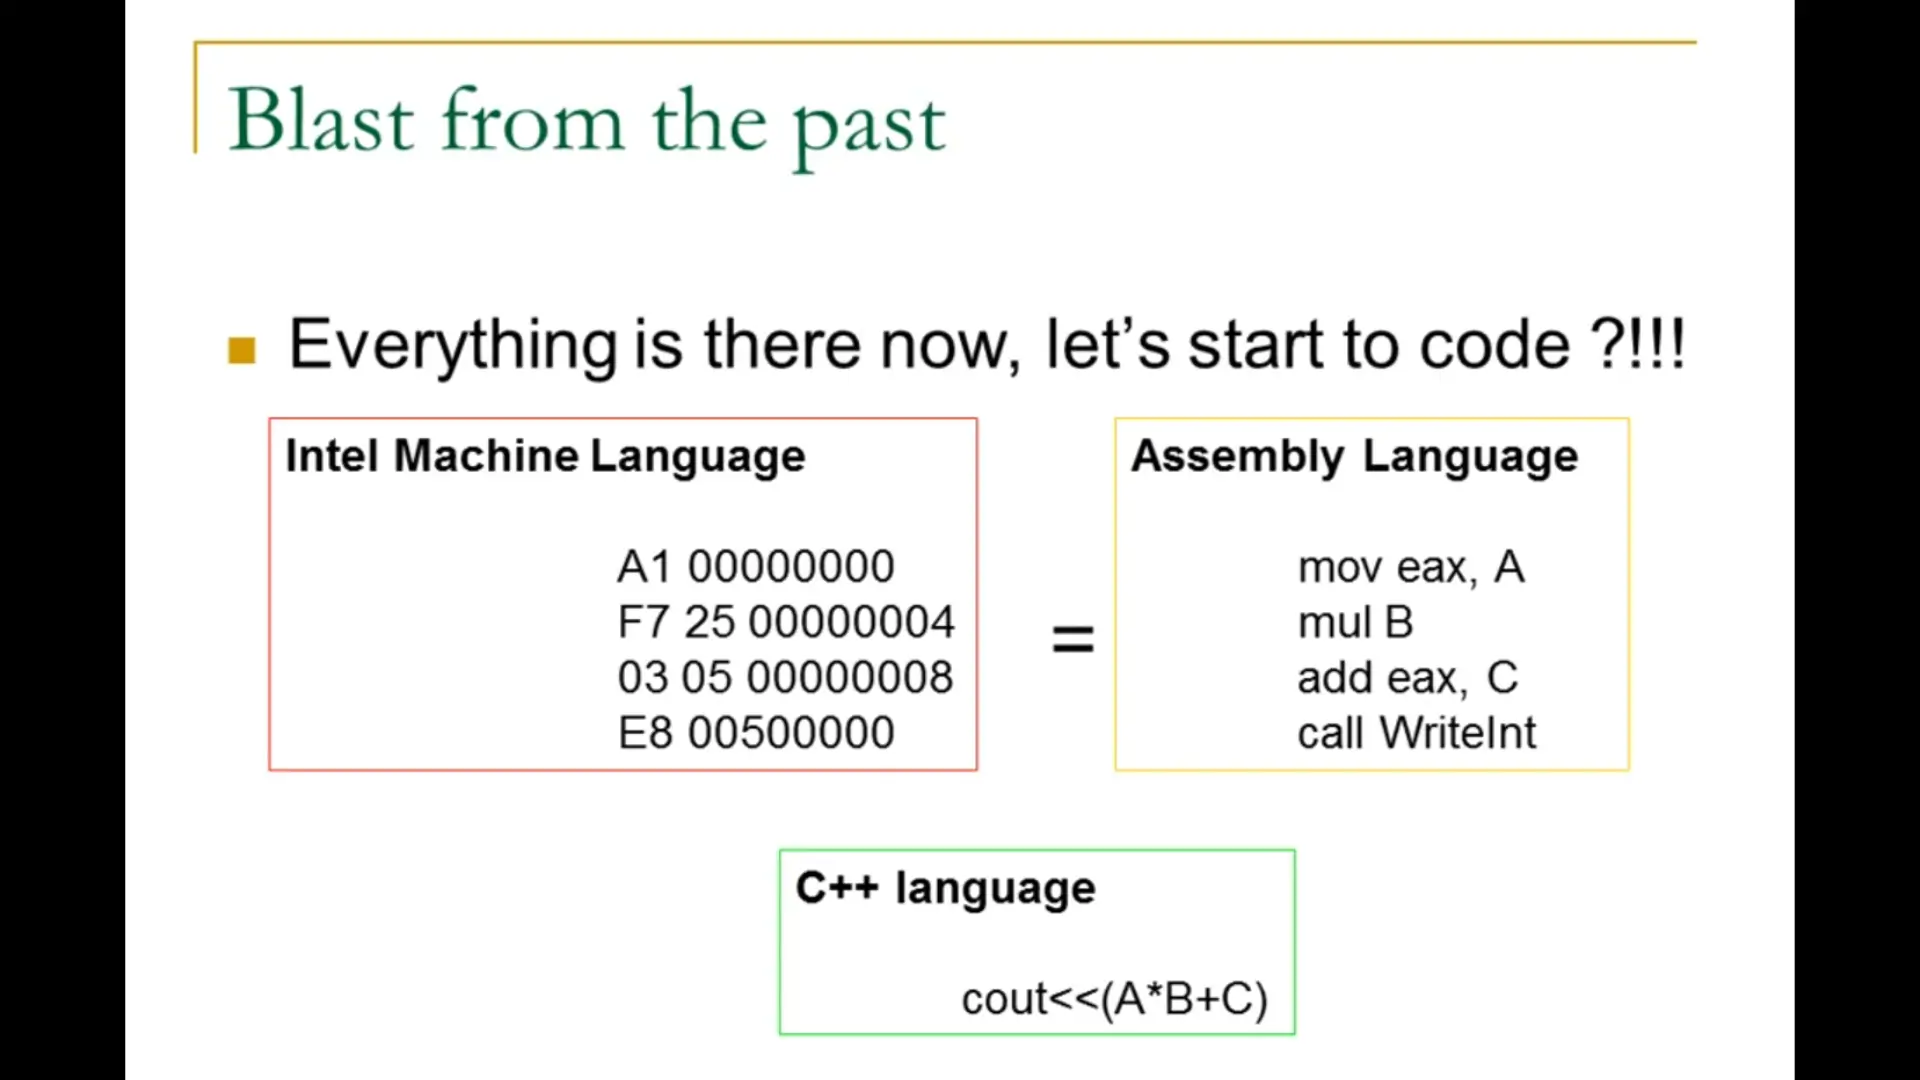 Blast from the past
Everything is there now, let's start to code ?!!!
Intel Machine Language
A1 00000000
F7 25 00000004
03 05 00000008
E8 00500000
=
Assembly Language
mov eax, A
mul B
add eax, C
call WriteInt
C++ language
cout<<(A*B+C)